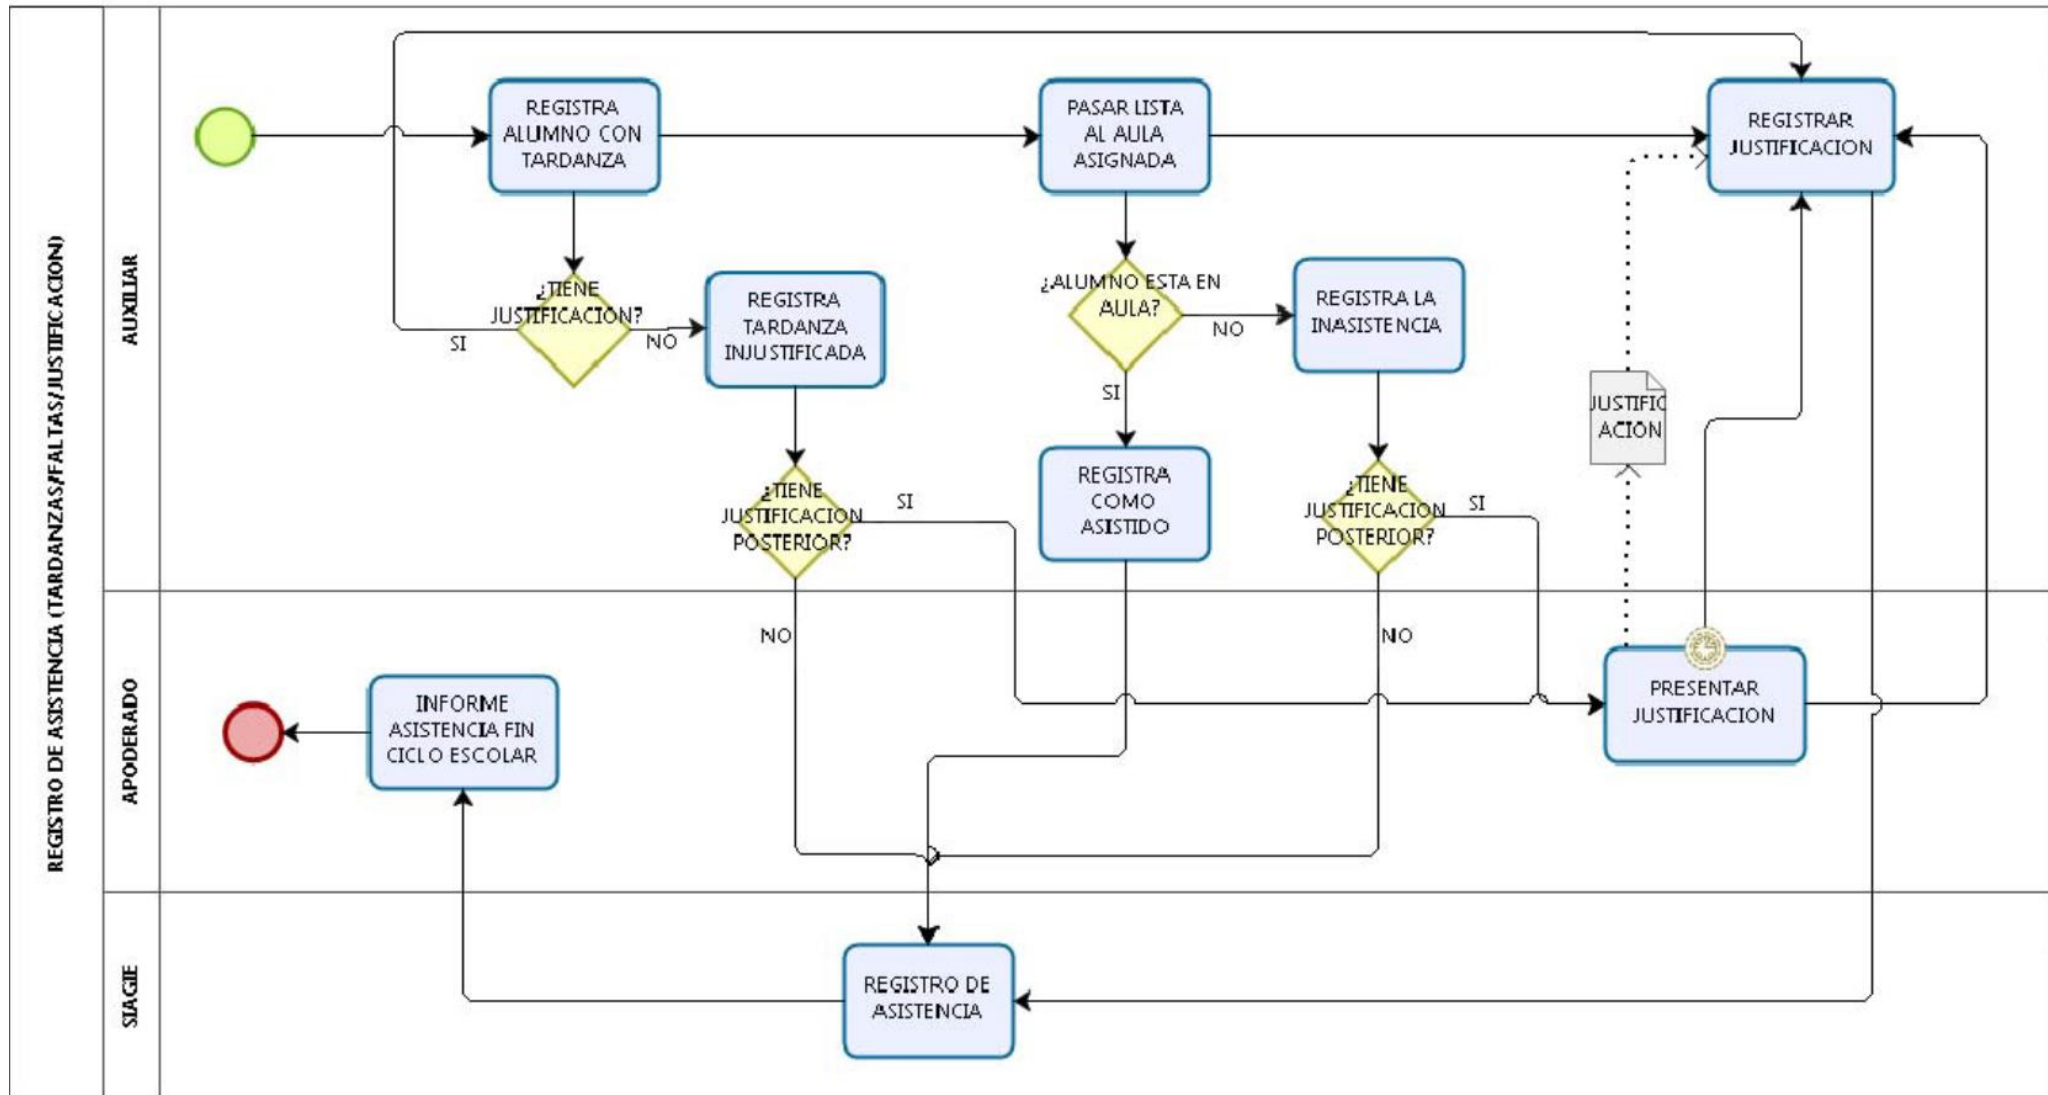 REGISTRO DE ASISTENCIA (TARDANZAS/FALTAS/JUSTIFICACION)
AUXILIAR
REGISTRA
ALUMNO CON
TARDANZA
PASAR LISTA
AL AULA
ASIGNADA
REGISTRAR
JUSTIFICACION
¿TIENE
JUSTIFICACION?
SI
NO
REGISTRA
TARDANZA
INJUSTIFICADA
¿ALUMNO ESTA EN
AULA?
NO
SI
REGISTRA LA
INASISTENCIA
¿TIENE
JUSTIFICACION
POSTERIOR?
SI
NO
REGISTRA
COMO
ASISTIDO
¿TIENE
JUSTIFICACION
POSTERIOR?
SI
NO
JUSTIFIC
ACION
APODERADO
INFORME
ASISTENCIA FIN
CICLO ESCOLAR
PRESENTAR
JUSTIFICACION
SIAGIE
REGISTRO DE
ASISTENCIA